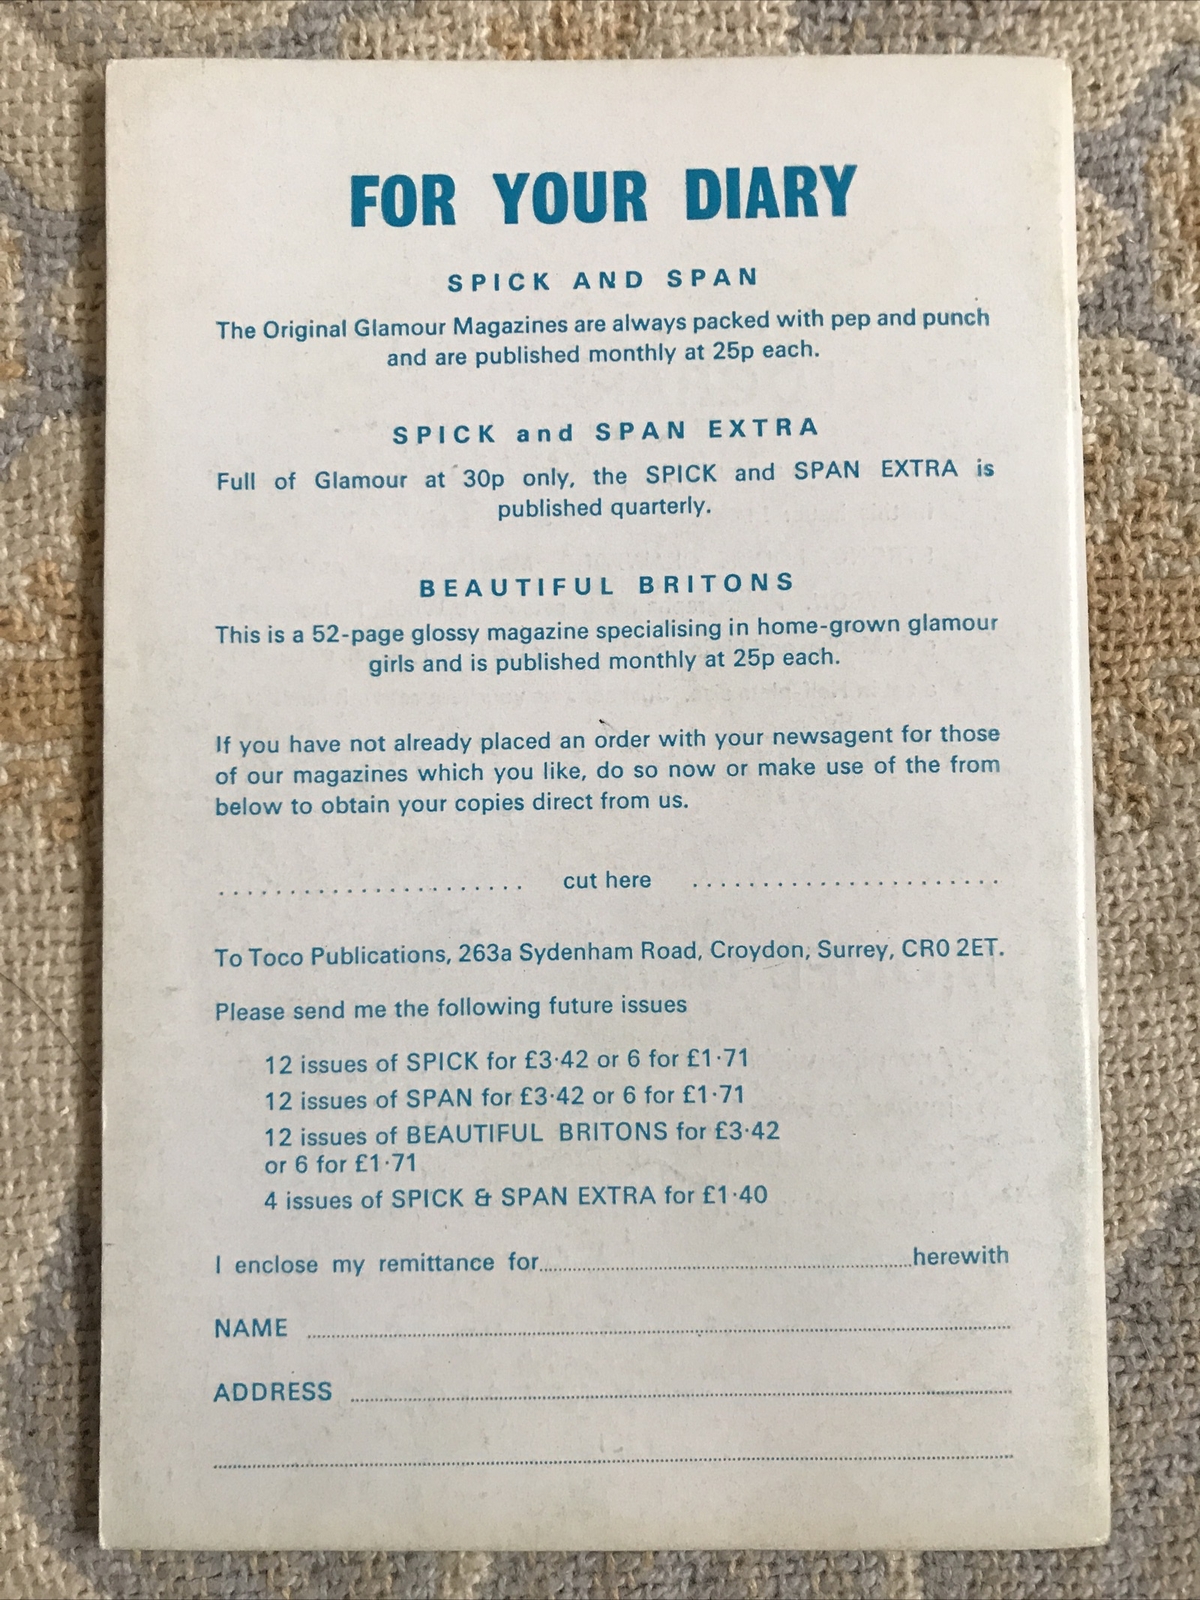 FOR YOUR DIARY
SPICK AND SPAN
The Original Glamour Magazines are always packed with pep and punch
and are published monthly at 25p each.
SPICK and SPAN EXTRA
Full of Glamour at 30p only, the SPICK and SPAN EXTRA is
published quarterly.
BEAUTIFUL BRITONS
This is a 52-page glossy magazine specialising in home-grown glamour
girls and is published monthly at 25p each.
If you have not already placed an order with your newsagent for those
of our magazines which you like, do so now or make use of the from
below to obtain your copies direct from us.
...................... cut here ......................
To Toco Publications, 263a Sydenham Road, Croydon, Surrey, CR0 2ET.
Please send me the following future issues
12 issues of SPICK for £3·42 or 6 for £1·71
12 issues of SPAN for £3·42 or 6 for £1·71
12 issues of BEAUTIFUL BRITONS for £3·42
or 6 for £1·71
4 issues of SPICK & SPAN EXTRA for £1·40
I enclose my remittance for..............................herewith
NAME ..............................
ADDRESS ..............................